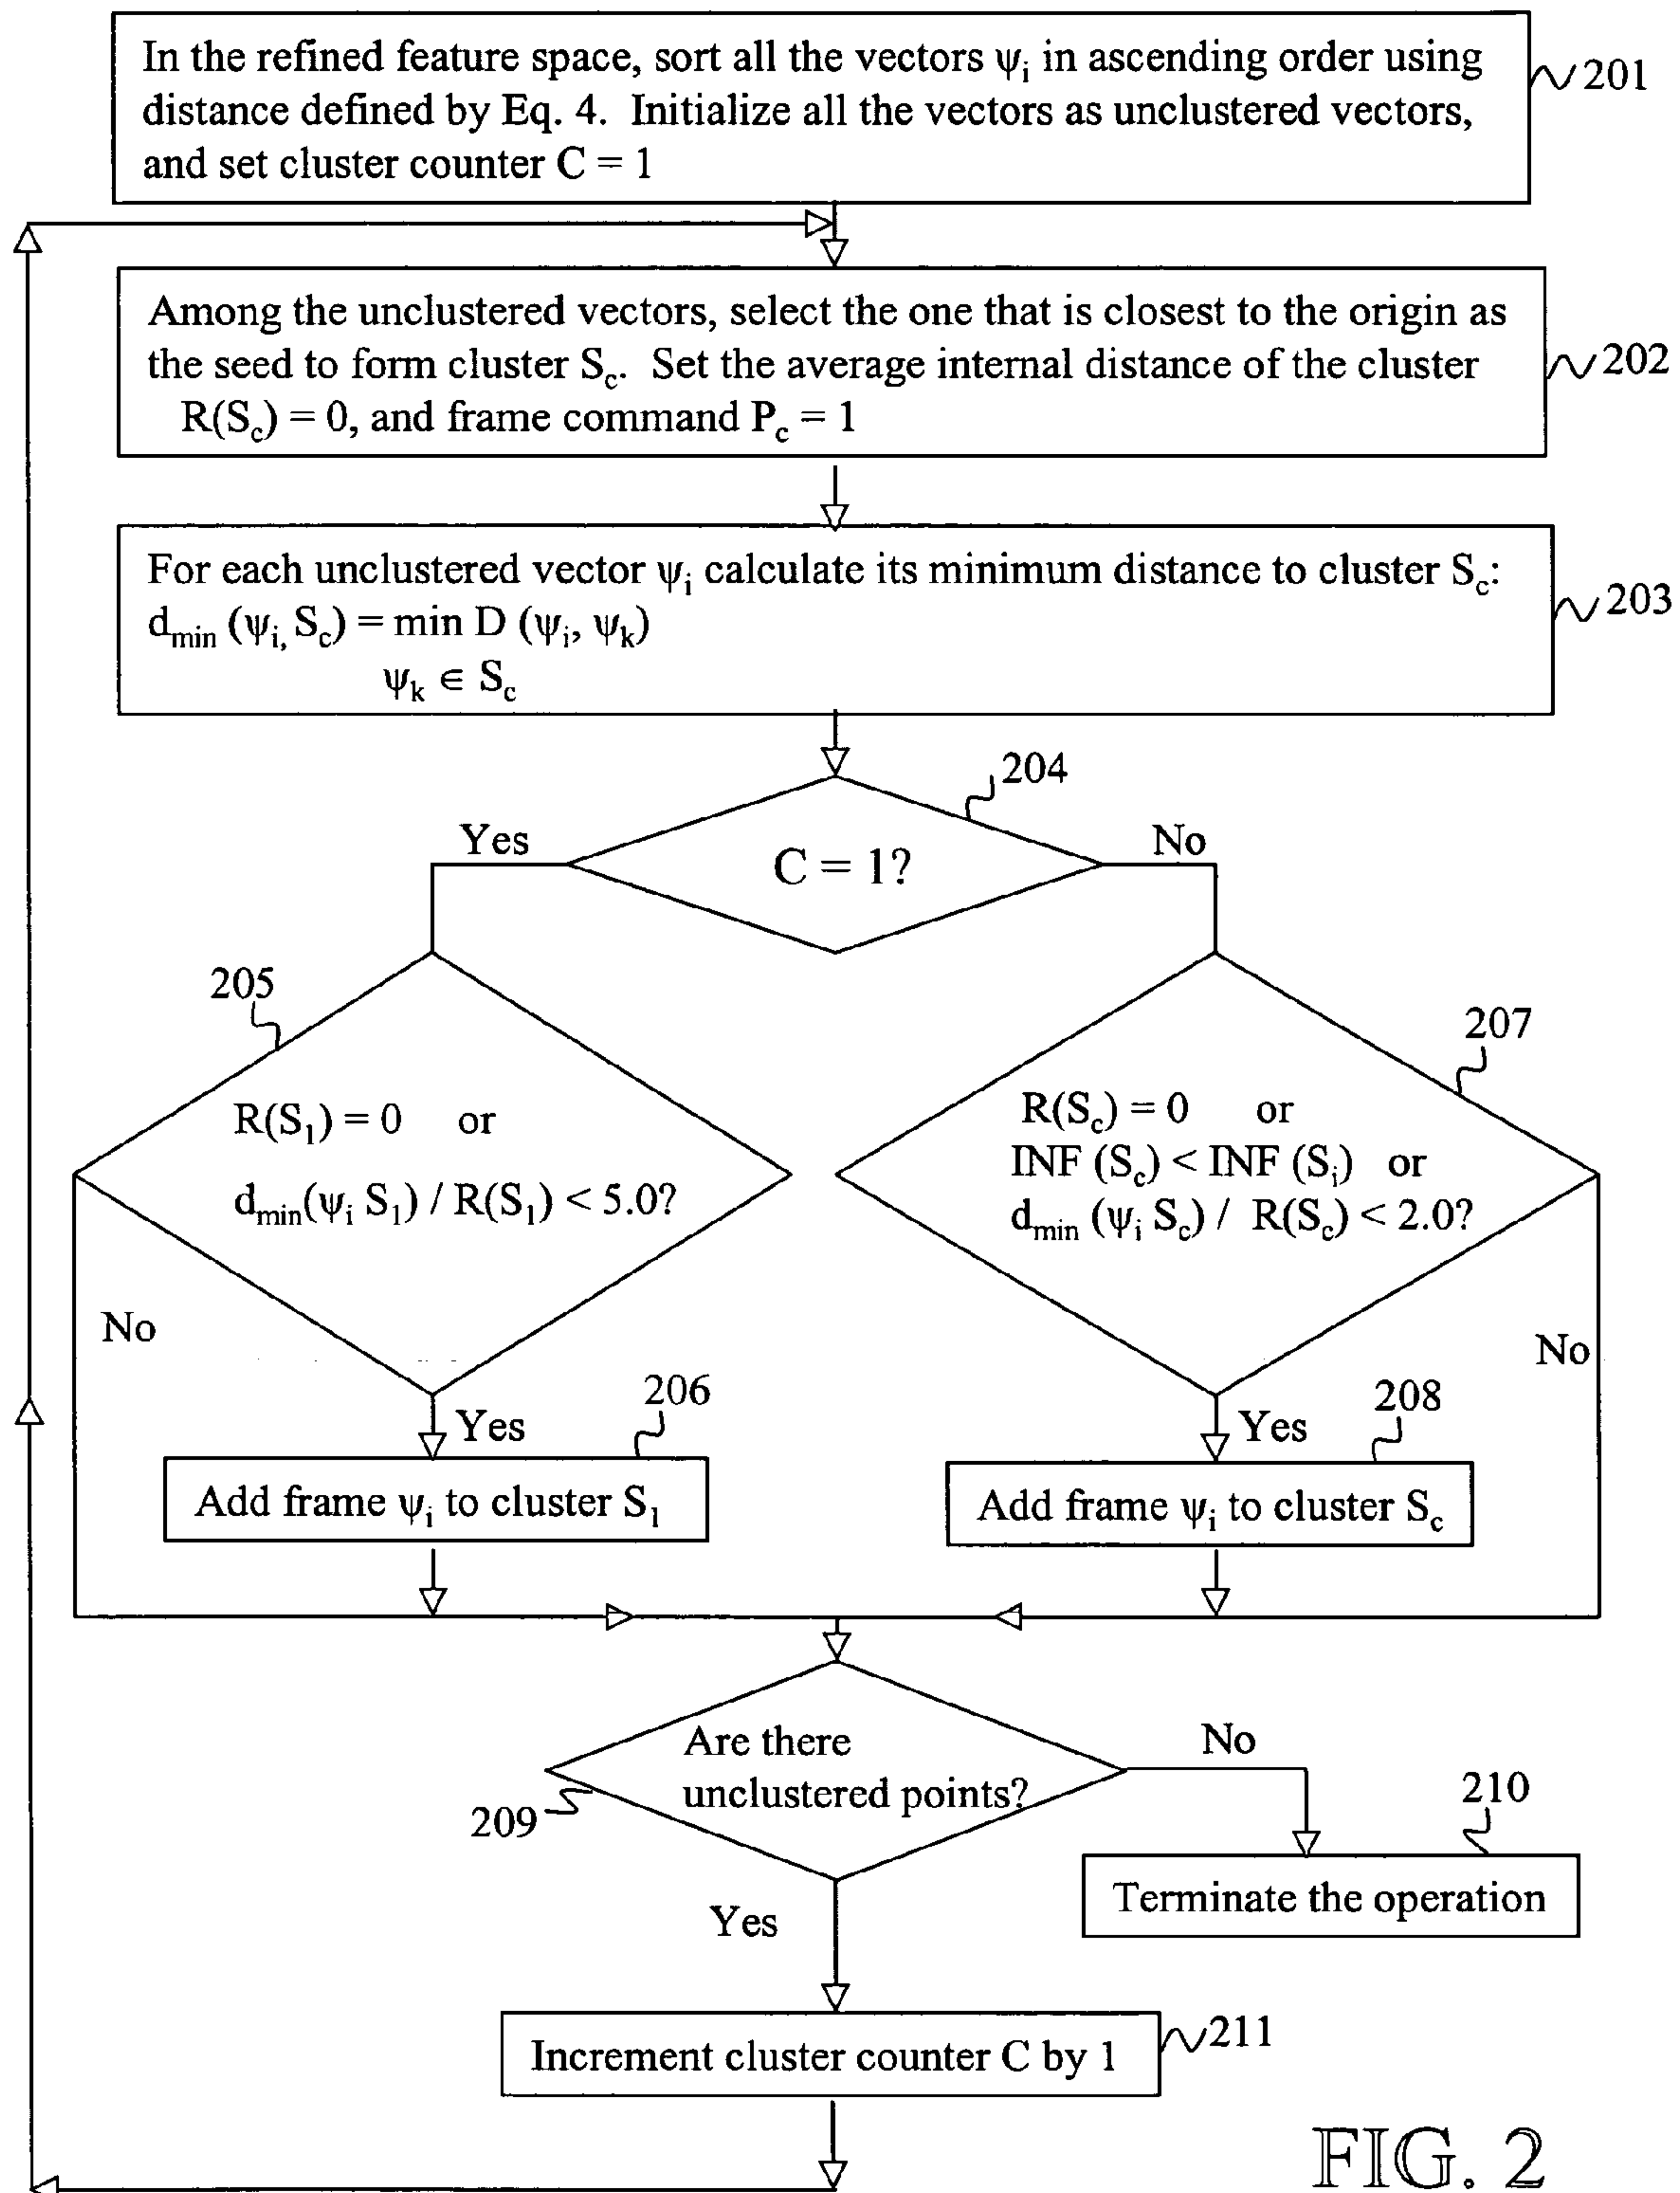 In the refined feature space, sort all the vectors ψi in ascending order using
distance defined by Eq. 4. Initialize all the vectors as unclustered vectors,
and set cluster counter C = 1
201
Among the unclustered vectors, select the one that is closest to the origin as
the seed to form cluster Sc. Set the average internal distance of the cluster
R(Sc) = 0, and frame command Pc = 1
202
For each unclustered vector ψi calculate its minimum distance to cluster Sc:
dmin (ψi, Sc) = min D (ψi, ψk)
ψk ∈ Sc
203
204
Yes
C = 1?
No
205
R(S1) = 0 or
dmin(ψi S1) / R(S1) < 5.0?
207
R(Sc) = 0 or
INF (Sc) < INF (Si) or
dmin (ψi Sc) / R(Sc) < 2.0?
No
No
Yes
206
Add frame ψi to cluster S1
Yes
208
Add frame ψi to cluster Sc
Are there
unclustered points?
209
No
210
Terminate the operation
Yes
Increment cluster counter C by 1
211
FIG. 2